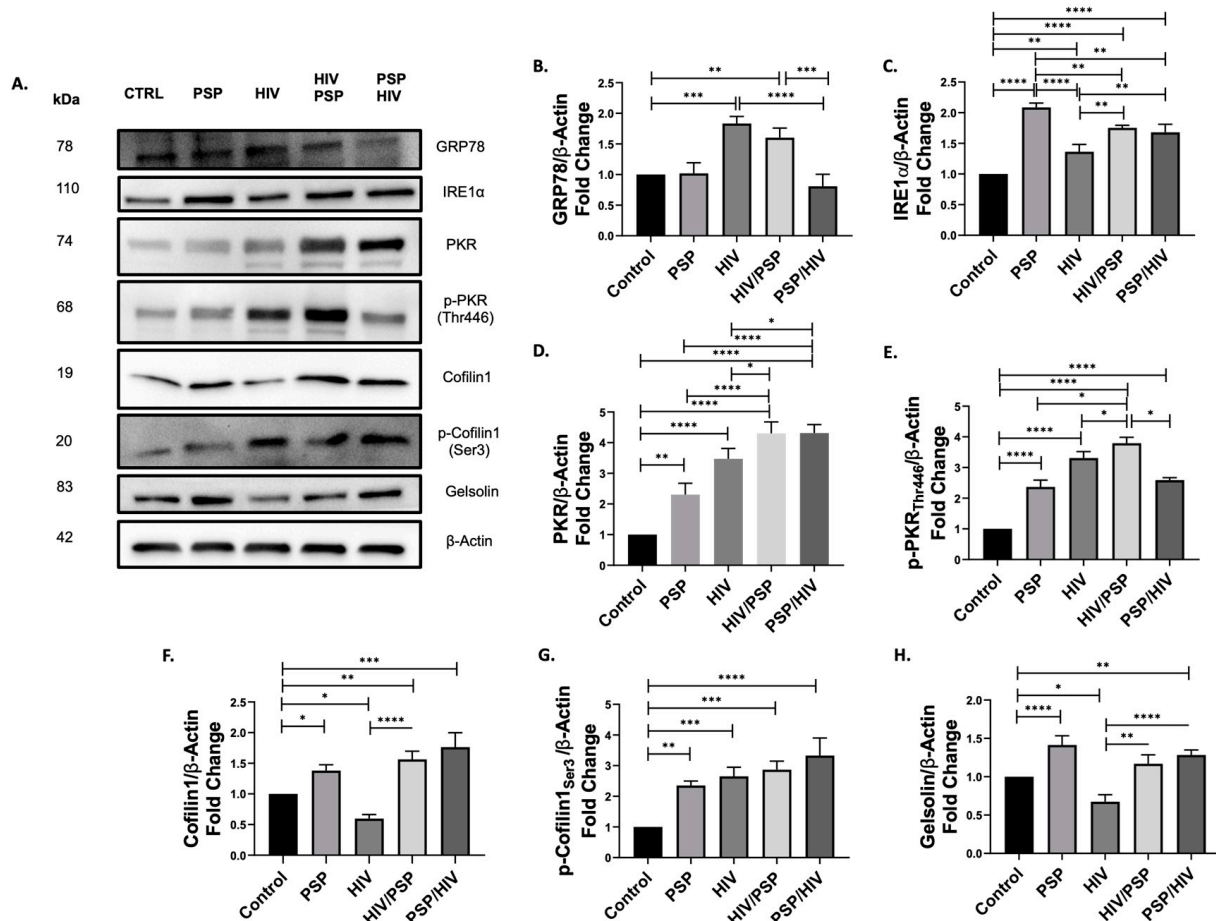 A.
kDa
CTRL PSP HIV HIV PSP PSP HIV
78 GRP78
110 IRE1α
74 PKR
68 p-PKR
(Thr446)
19 Cofilin1
20 p-Cofilin1
(Ser3)
83 Gelsolin
42 β-Actin
B.
** ***
*** ****
GRP78/β-Actin
Fold Change
2.5
2.0
1.5
1.0
0.5
0.0
Control PSP HIV HIV/PSP PSP/HIV
C.
****
****
** **
**
**** **** **
**
IRE1α/β-Actin
Fold Change
2.5
2.0
1.5
1.0
0.5
0.0
Control PSP HIV HIV/PSP PSP/HIV
D.
*
****
****
*
****
****
****
**
PKR/β-Actin
Fold Change
5
4
3
2
1
0
Control PSP HIV HIV/PSP PSP/HIV
E.
****
****
*
* *
****
****
p-PKRThr446/β-Actin
Fold Change
6
4
2
0
Control PSP HIV HIV/PSP PSP/HIV
F.
***
**
*
* ****
Cofilin1/β-Actin
Fold Change
2.5
2.0
1.5
1.0
0.5
0.0
Control PSP HIV HIV/PSP PSP/HIV
G.
****
***
***
**
p-Cofilin1Ser3/β-Actin
Fold Change
5
4
3
2
1
0
Control PSP HIV HIV/PSP PSP/HIV
H.
**
*
**** ****
**
Gelsolin/β-Actin
Fold Change
2.0
1.5
1.0
0.5
0.0
Control PSP HIV HIV/PSP PSP/HIV